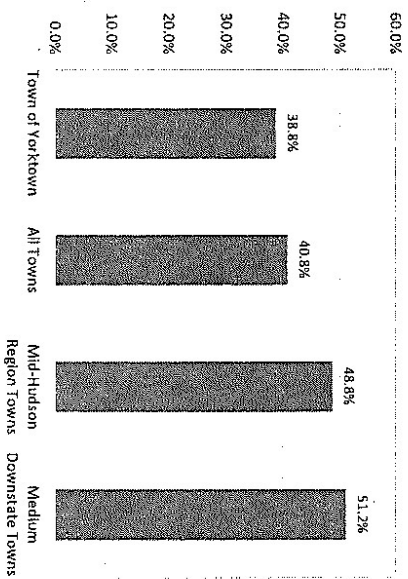 60.0%
50.0%
40.0%
30.0%
20.0%
10.0%
0.0%
38.8%
40.8%
48.8%
51.2%
Town of Yorktown
All Towns
Mid-Hudson
Region Towns
Medium
Downstate Towns